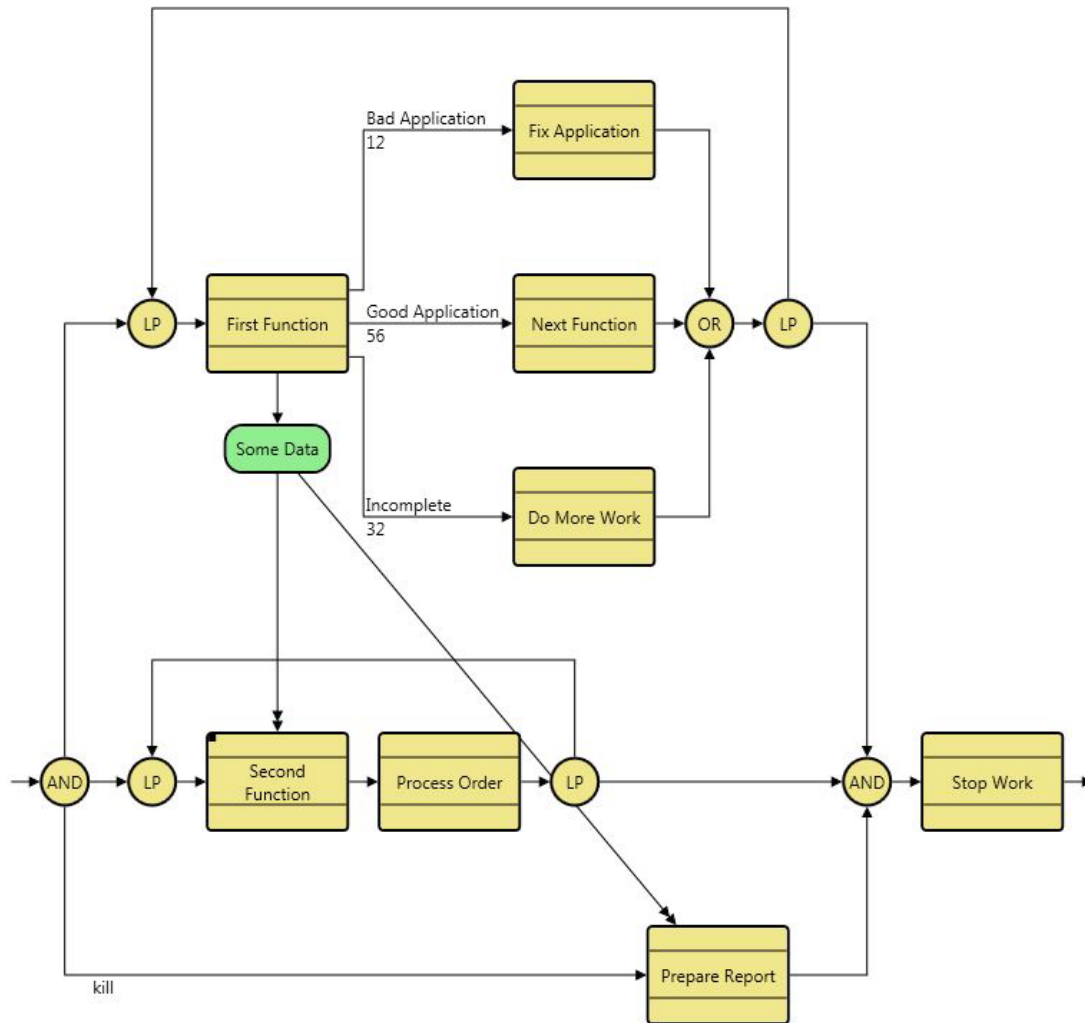 Bad Application
12
Fix Application
LP
First Function
Good Application
56
Next Function
OR
LP
Some Data
Incomplete
32
Do More Work
AND
LP
Second
Function
Process Order
LP
AND
Stop Work
kill
Prepare Report